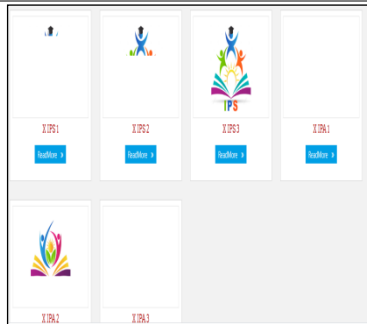 IPS
X IPS 1
X IPS 2
X IPS 3
X IPA 1
ReadMore »
ReadMore »
ReadMore »
ReadMore »
X IPA 2
X IPA 3